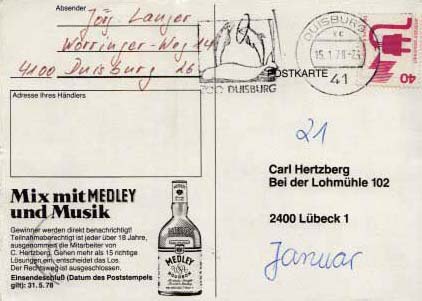 Absender:
Jörg Langer
Worringer-Weg 14
4100 Duisburg 26
ZOO DUISBURG
DUISBURG
15.1.78
41
POSTKARTE
40
Adresse Ihres Händlers
21
Carl Hertzberg
Bei der Lohmühle 102
2400 Lübeck 1
Januar
Mix mit MEDLEY
und Musik
Gewinner werden direkt benachrichtigt!
Teilnahmeberechtigt ist jeder über 18 Jahre,
ausgenommen die Mitarbeiter von
C. Hertzberg. Gehen mehr als 15 richtige
Lösungen ein, entscheidet das Los.
Der Rechtsweg ist ausgeschlossen.
Einsendeschluß (Datum des Poststempels
gilt): 31.5.78
MEDLEY
BOURBON